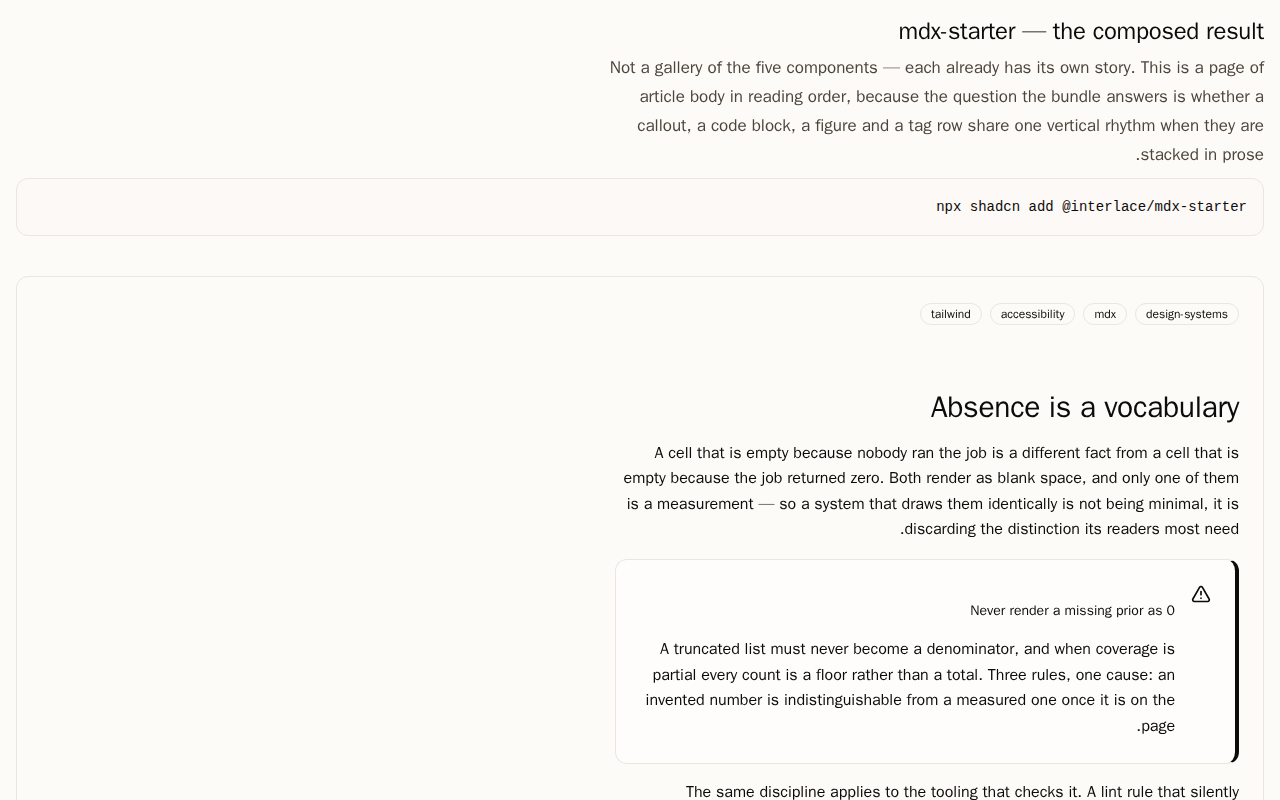 mdx-starter — the composed result
Not a gallery of the five components — each already has its own story. This is a page of
article body in reading order, because the question the bundle answers is whether a
callout, a code block, a figure and a tag row share one vertical rhythm when they are
.stacked in prose
npx shadcn add @interlace/mdx-starter
tailwind accessibility mdx design-systems
Absence is a vocabulary
A cell that is empty because nobody ran the job is a different fact from a cell that is
empty because the job returned zero. Both render as blank space, and only one of them
is a measurement — so a system that draws them identically is not being minimal, it is
.discarding the distinction its readers most need
Never render a missing prior as 0
A truncated list must never become a denominator, and when coverage is
partial every count is a floor rather than a total. Three rules, one cause: an
invented number is indistinguishable from a measured one once it is on the
.page
The same discipline applies to the tooling that checks it. A lint rule that silently